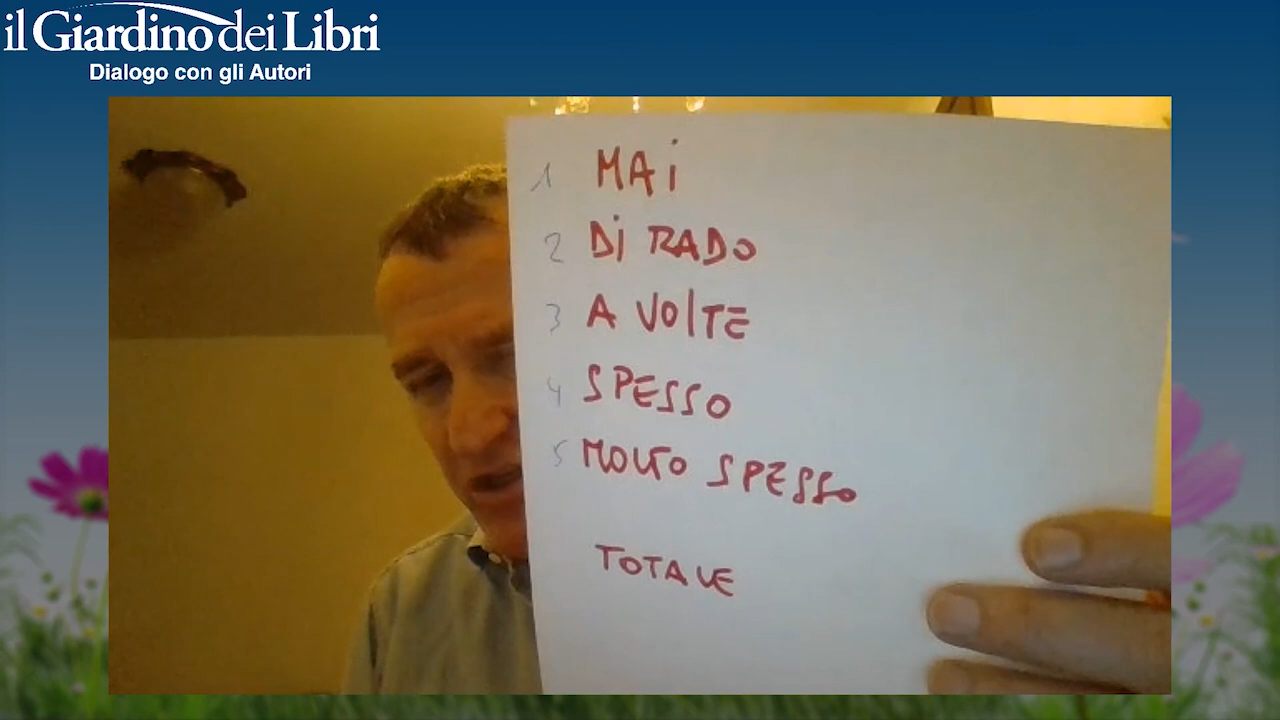 il Giardino dei Libri
Dialogo con gli Autori
1 MAi
2 Di RADO
3 A VOLTE
4 SPESSO
5 MOLTO SPESSO
TOTALE